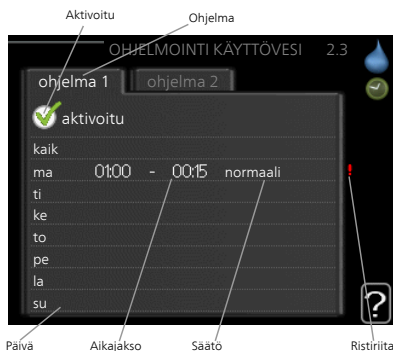 Aktivoitu
Ohjelma
OHJELMOINTI KÄYTTÖVESI 2.3
ohjelma 1 ohjelma 2
aktivoitu
kaik
ma 01:00 - 00:15 normaali !
ti
ke
to
pe
la
su
?
Päivä Aikajakso Säätö Ristiriita